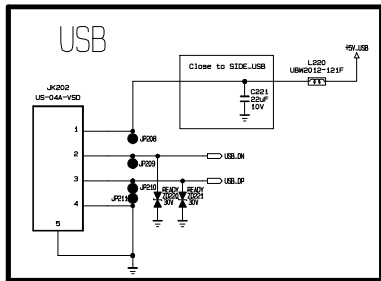 USB
+5V_USB
L220
UBW2012-121F
Close to SIDE_USB
C221
22uF
10V
JK202
US-04A-VSD
1
JP208
2
JP209
USB_DN
3
JP210
USB_DP
JP211
READY
ZD220
30V
READY
ZD221
30V
4
5